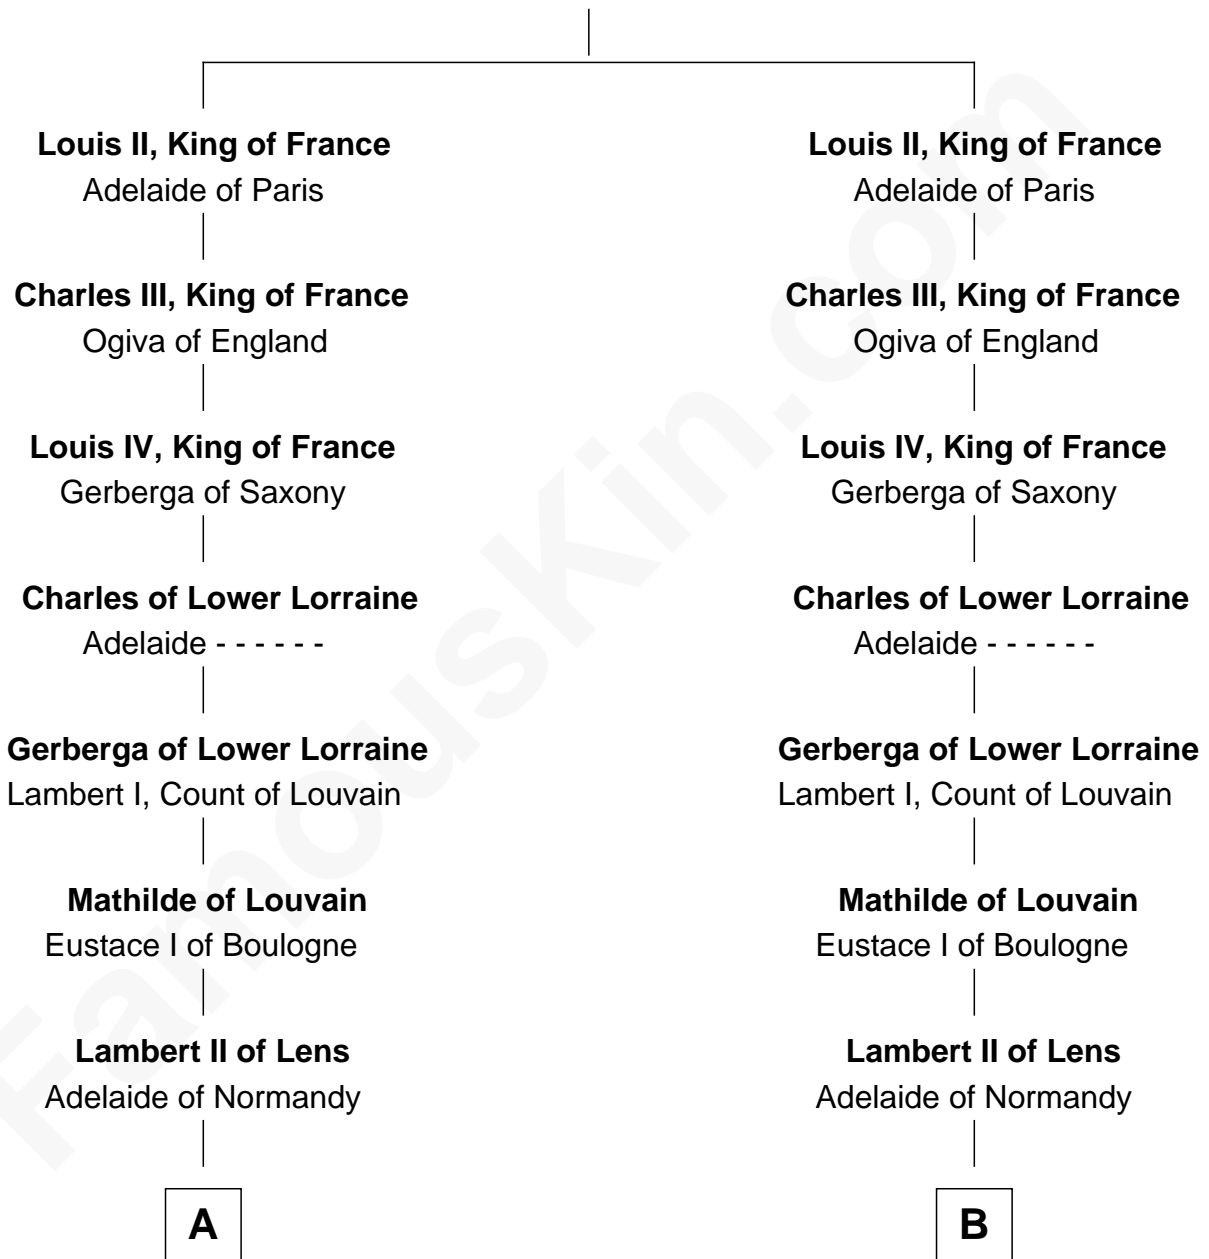 Louis II, King of France
Adelaide of Paris
Charles III, King of France
Ogiva of England
Louis IV, King of France
Gerberga of Saxony
Charles of Lower Lorraine
Adelaide - - - - - -
Gerberga of Lower Lorraine
Lambert I, Count of Louvain
Mathilde of Louvain
Eustace I of Boulogne
Lambert II of Lens
Adelaide of Normandy
A
Louis II, King of France
Adelaide of Paris
Charles III, King of France
Ogiva of England
Louis IV, King of France
Gerberga of Saxony
Charles of Lower Lorraine
Adelaide - - - - - -
Gerberga of Lower Lorraine
Lambert I, Count of Louvain
Mathilde of Louvain
Eustace I of Boulogne
Lambert II of Lens
Adelaide of Normandy
B
FamousKin.com